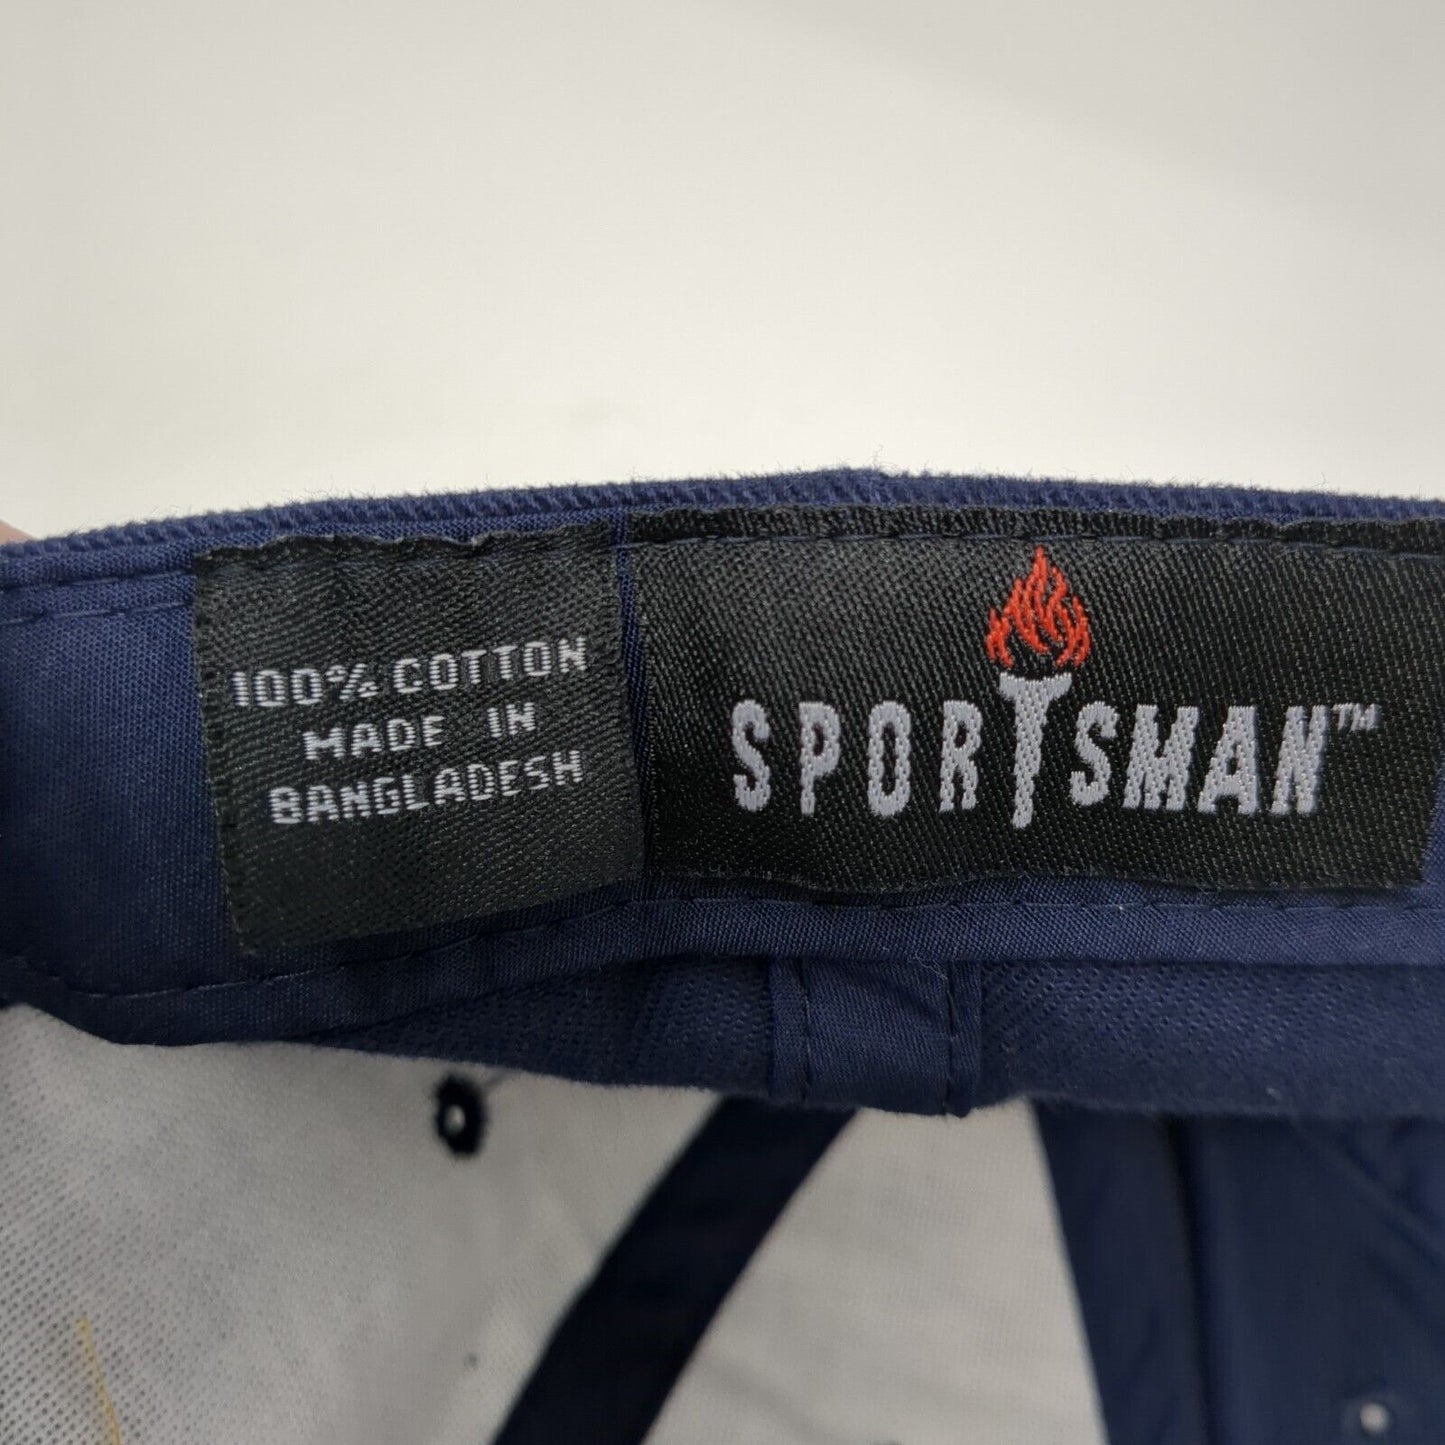 100% COTTON
MADE IN
BANGLADESH
SPORTSMAN™